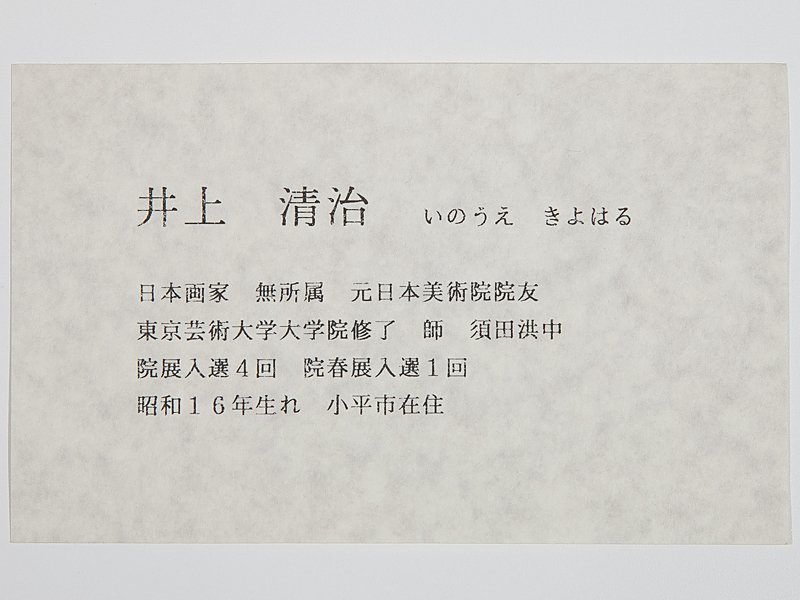 井上　清治　いのうえ　きよはる
日本画家　無所属　元日本美術院院友
東京芸術大学大学院修了　師　須田洪中
院展入選４回　院春展入選１回
昭和１６年生れ　小平市在住